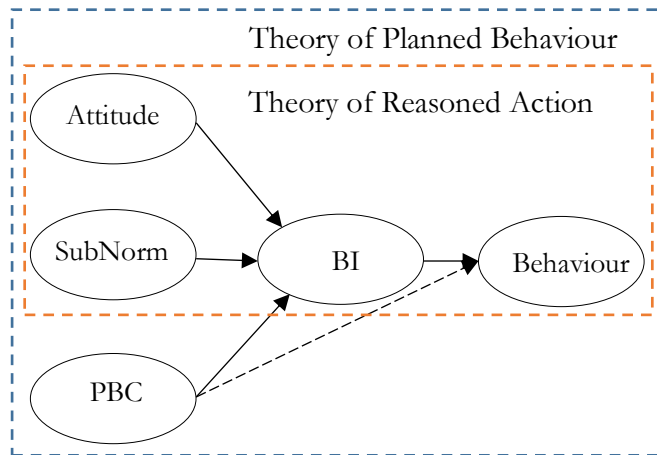 Theory of Planned Behaviour
Theory of Reasoned Action
Attitude
SubNorm
BI
Behaviour
PBC